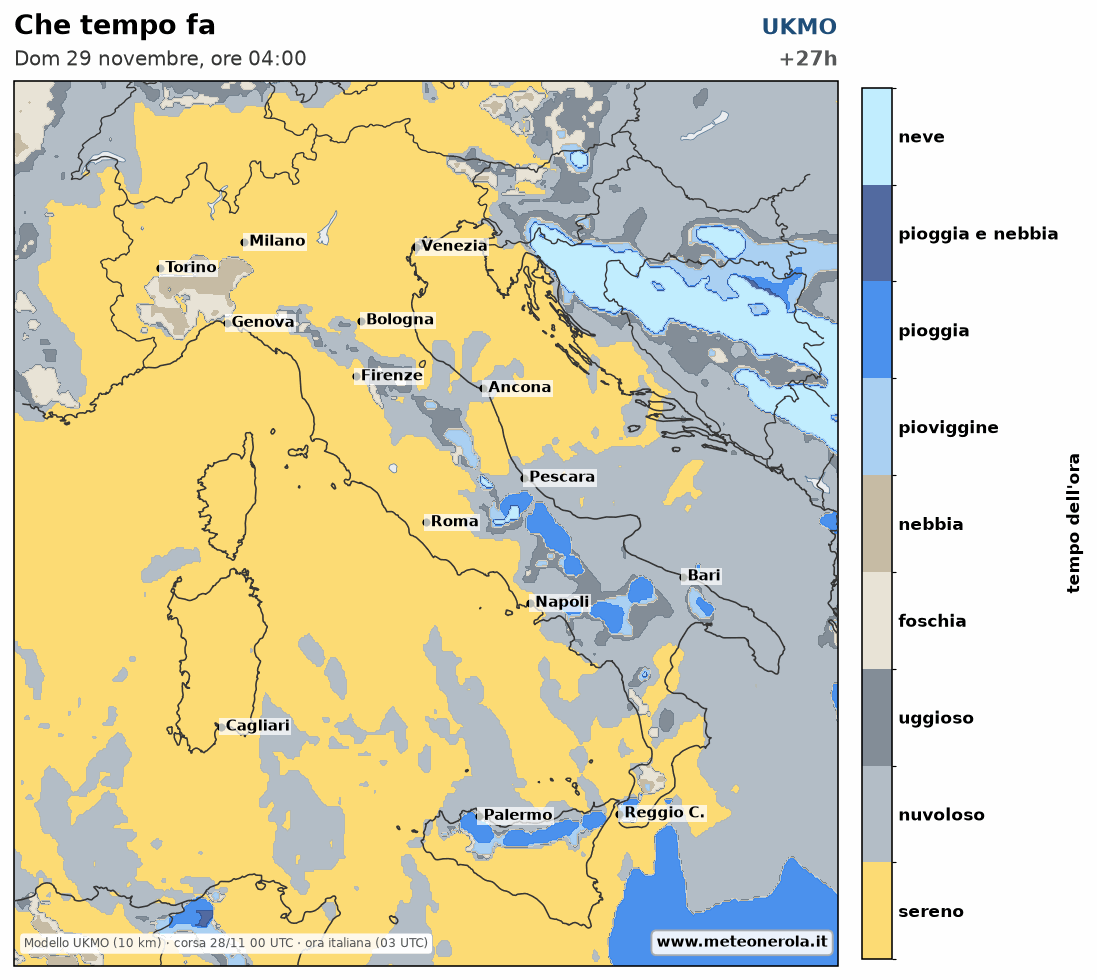 Che tempo fa
UKMO
Dom 29 novembre, ore 04:00
+27h
Milano
Venezia
Torino
Genova
Bologna
Firenze
Ancona
Pescara
Roma
Bari
Napoli
Cagliari
Palermo
Reggio C.
neve
pioggia e nebbia
pioggia
pioviggine
nebbia
foschia
uggioso
nuvoloso
sereno
tempo dell'ora
Modello UKMO (10 km) · corsa 28/11 00 UTC · ora italiana (03 UTC)
www.meteonerola.it